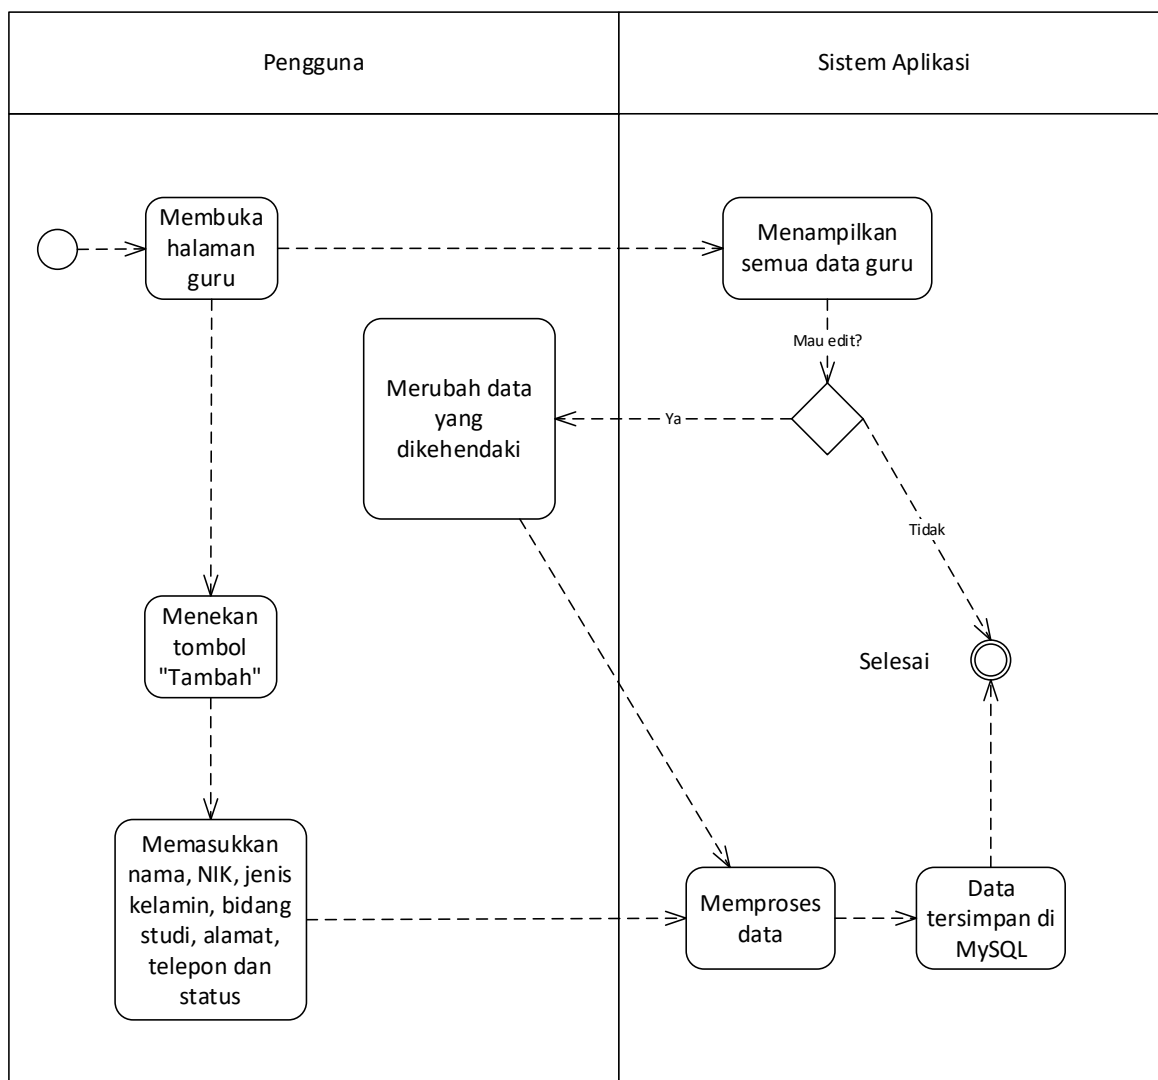 Pengguna
Sistem Aplikasi
Membuka
halaman
guru
Menampilkan
semua data guru
Mau edit?
Merubah data
yang
dikehendaki
Ya
Tidak
Menekan
tombol
"Tambah"
Selesai
Memasukkan
nama, NIK, jenis
kelamin, bidang
studi, alamat,
telepon dan
status
Memproses
data
Data
tersimpan di
MySQL